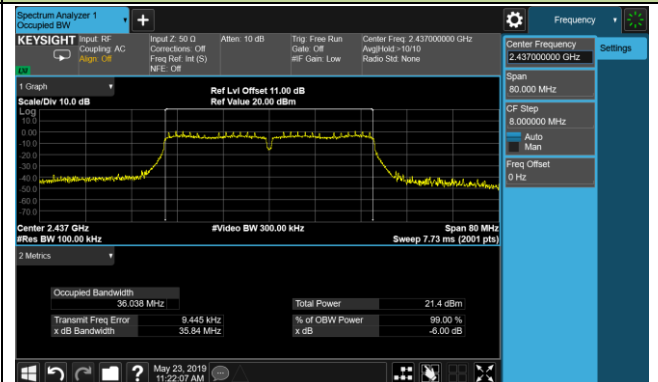 Spectrum Analyzer 1
Occupied BW
Frequency
KEYSIGHT
Input: RF
Coupling: AC
Align: Off
Input Z: 50 Ω
Corrections: Off
Freq Ref: Int (S)
NFE: Off
Atten: 10 dB
Trig: Free Run
Gate: Off
#IF Gain: Low
Center Freq: 2.437000000 GHz
Avg|Hold:>10/10
Radio Std: None
Center Frequency
2.437000000 GHz
Settings
Span
80.000 MHz
CF Step
8.000000 MHz
Auto
Man
Freq Offset
0 Hz
1 Graph
Scale/Div 10.0 dB
Ref Lvl Offset 11.00 dB
Ref Value 20.00 dBm
Log
10.0
0.00
-10.0
-20.0
-30.0
-40.0
-50.0
-60.0
-70.0
Center 2.437 GHz
#Res BW 100.00 kHz
#Video BW 300.00 kHz
Span 80 MHz
Sweep 7.73 ms (2001 pts)
2 Metrics
Occupied Bandwidth
36.038 MHz
Total Power 21.4 dBm
Transmit Freq Error 9.445 kHz
% of OBW Power 99.00 %
x dB Bandwidth 35.84 MHz
x dB -6.00 dB
May 23, 2019
11:22:07 AM